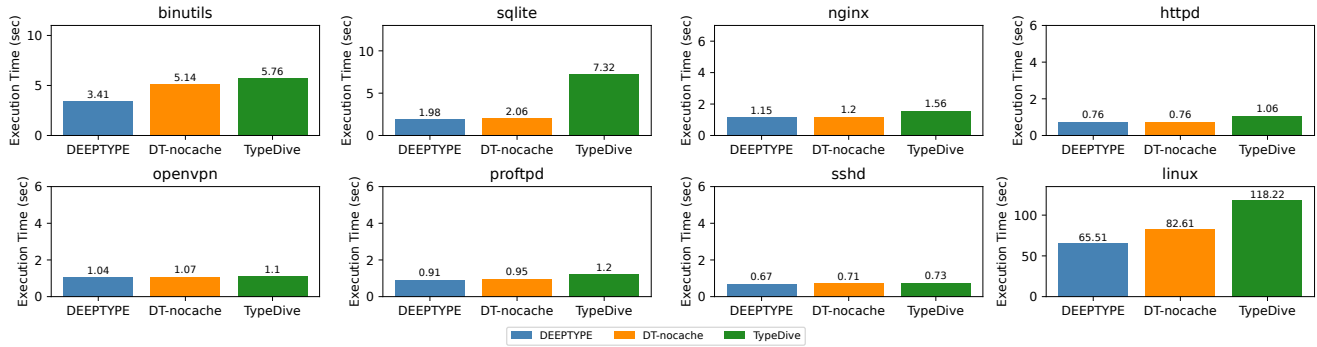 binutils
Execution Time (sec)
10
5
0
3.41
5.14
5.76
DEEPTYPE DT-nocache TypeDive
sqlite
Execution Time (sec)
10
5
0
1.98
2.06
7.32
DEEPTYPE DT-nocache TypeDive
nginx
Execution Time (sec)
6
4
2
0
1.15
1.2
1.56
DEEPTYPE DT-nocache TypeDive
httpd
Execution Time (sec)
6
4
2
0
0.76
0.76
1.06
DEEPTYPE DT-nocache TypeDive
openvpn
Execution Time (sec)
6
4
2
0
1.04
1.07
1.1
DEEPTYPE DT-nocache TypeDive
proftpd
Execution Time (sec)
6
4
2
0
0.91
0.95
1.2
DEEPTYPE DT-nocache TypeDive
sshd
Execution Time (sec)
6
4
2
0
0.67
0.71
0.73
DEEPTYPE DT-nocache TypeDive
linux
Execution Time (sec)
100
50
0
65.51
82.61
118.22
DEEPTYPE DT-nocache TypeDive
DEEPTYPE DT-nocache TypeDive